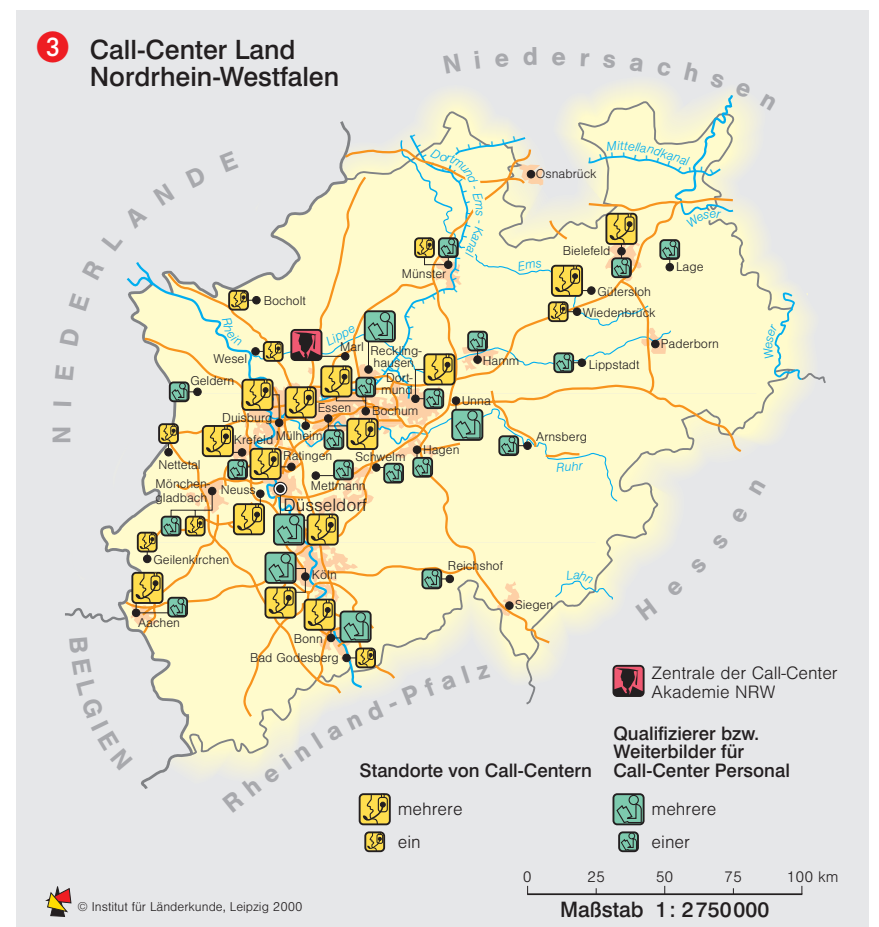 3
Call-Center Land
Nordrhein-Westfalen
Niedersachsen
NIEDERLANDE
Dortmund-Ems-Kanal
Mittellandkanal
Osnabrück
Weser
Bielefeld
Lage
Münster
Ems
Gütersloh
Bocholt
Wiedenbrück
Rhein
Lippe
Weser
Marl
Paderborn
Wesel
Reckling-
hausen
Hamm
Lippstadt
Geldern
Dort-
mund
Unna
Essen
Bochum
Duisburg
Mülheim
Arnsberg
Krefeld
Hagen
Nettetal
Ratingen
Schwelm
Ruhr
Mettmann
Mönchen-
gladbach
Neuss
Düsseldorf
Hessen
Geilenkirchen
Köln
Reichshof
Lahn
Siegen
Aachen
Bonn
Bad Godesberg
BELGIEN
Rheinland-Pfalz
Zentrale der Call-Center
Akademie NRW
Standorte von Call-Centern
mehrere
ein
Qualifizierer bzw.
Weiterbilder für
Call-Center Personal
mehrere
einer
0 25 50 75 100 km
Maßstab 1: 2750000
© Institut für Länderkunde, Leipzig 2000